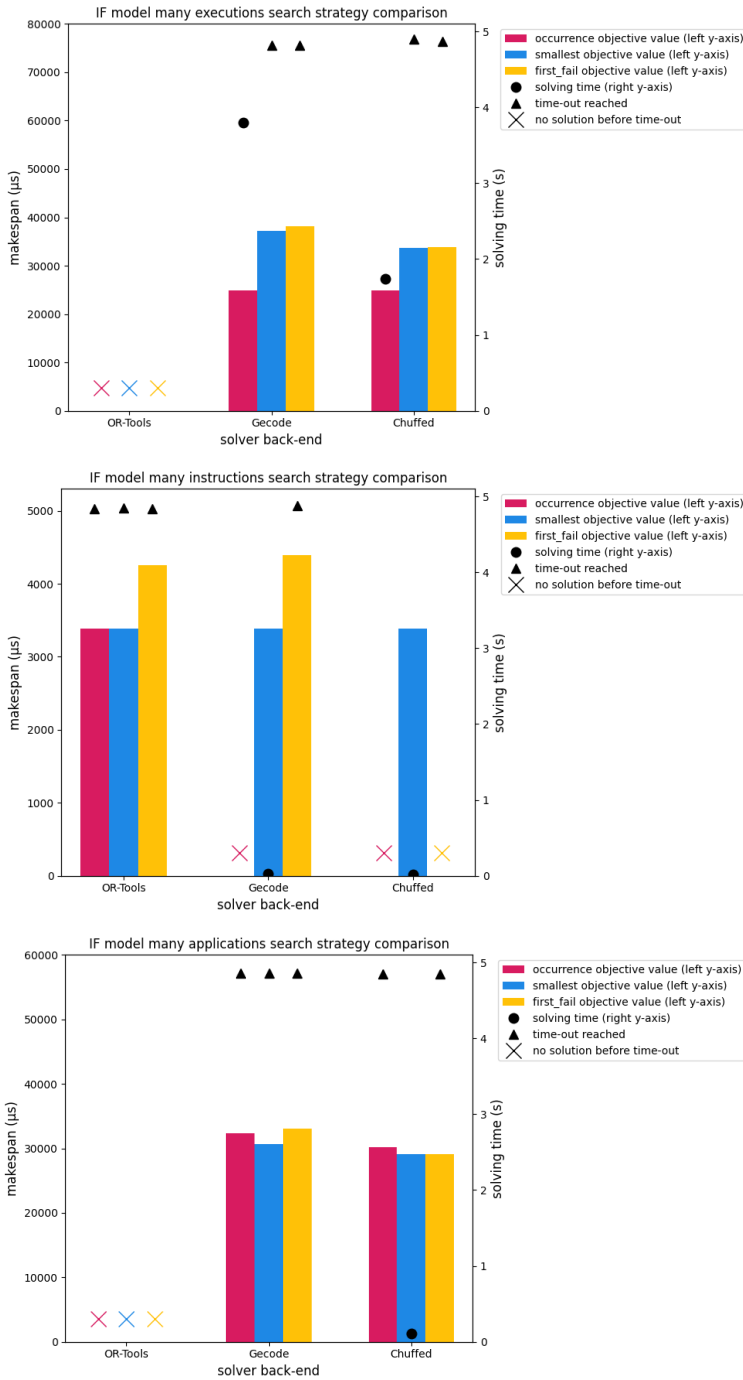 IF model many executions search strategy comparison
80000
70000
60000
50000
40000
30000
20000
10000
0
makespan (µs)
OR-Tools
Gecode
Chuffed
solver back-end
5
4
3
2
1
0
solving time (s)
occurrence objective value (left y-axis)
smallest objective value (left y-axis)
first_fail objective value (left y-axis)
solving time (right y-axis)
time-out reached
no solution before time-out
IF model many instructions search strategy comparison
5000
4000
3000
2000
1000
0
makespan (µs)
OR-Tools
Gecode
Chuffed
solver back-end
5
4
3
2
1
0
solving time (s)
occurrence objective value (left y-axis)
smallest objective value (left y-axis)
first_fail objective value (left y-axis)
solving time (right y-axis)
time-out reached
no solution before time-out
IF model many applications search strategy comparison
60000
50000
40000
30000
20000
10000
0
makespan (µs)
OR-Tools
Gecode
Chuffed
solver back-end
5
4
3
2
1
0
solving time (s)
occurrence objective value (left y-axis)
smallest objective value (left y-axis)
first_fail objective value (left y-axis)
solving time (right y-axis)
time-out reached
no solution before time-out